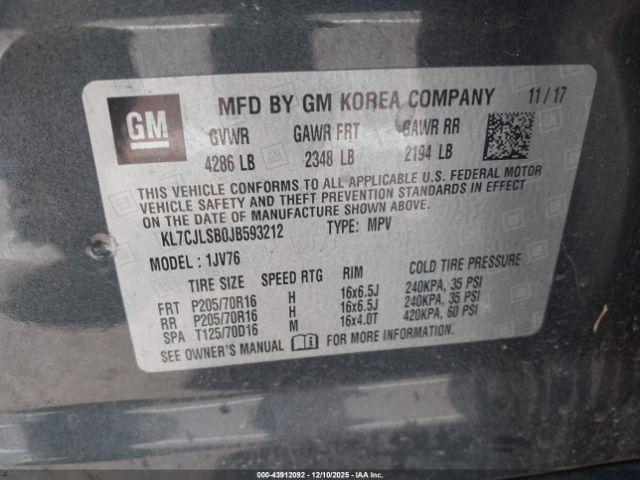 GM
MFD BY GM KOREA COMPANY 11/17
GVWR GAWR FRT GAWR RR
4286 LB 2348 LB 2194 LB
THIS VEHICLE CONFORMS TO ALL APPLICABLE U.S. FEDERAL MOTOR
VEHICLE SAFETY AND THEFT PREVENTION STANDARDS IN EFFECT
ON THE DATE OF MANUFACTURE SHOWN ABOVE.
KL7CJLSB0JB593212 TYPE: MPV
MODEL: 1JV76
TIRE SIZE SPEED RTG RIM COLD TIRE PRESSURE
FRT P205/70R16 H 16x6.5J 240KPA, 35 PSI
RR P205/70R16 H 16x6.5J 240KPA, 35 PSI
SPA T125/70D16 M 16x4.0T 420KPA, 60 PSI
SEE OWNER'S MANUAL FOR MORE INFORMATION.
000-43912092 - 12/10/2025 - IAAI.COM